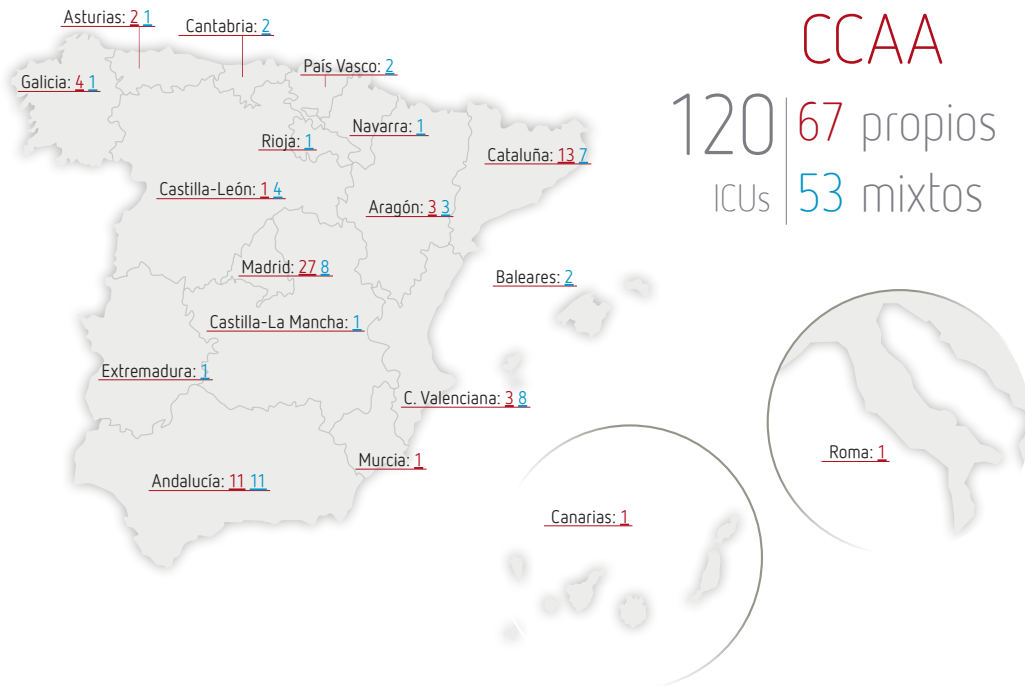 Asturias: 2 1
Cantabria: 2
CCAA
País Vasco: 2
Galicia: 4 1
120 67 propios
Navarra: 1
Rioja: 1
Cataluña: 13 7
ICUs 53 mixtos
Castilla-León: 1 4
Aragón: 3 3
Madrid: 27 8
Baleares: 2
Castilla-La Mancha: 1
Extremadura: 1
C. Valenciana: 3 8
Roma: 1
Murcia: 1
Andalucía: 11 11
Canarias: 1